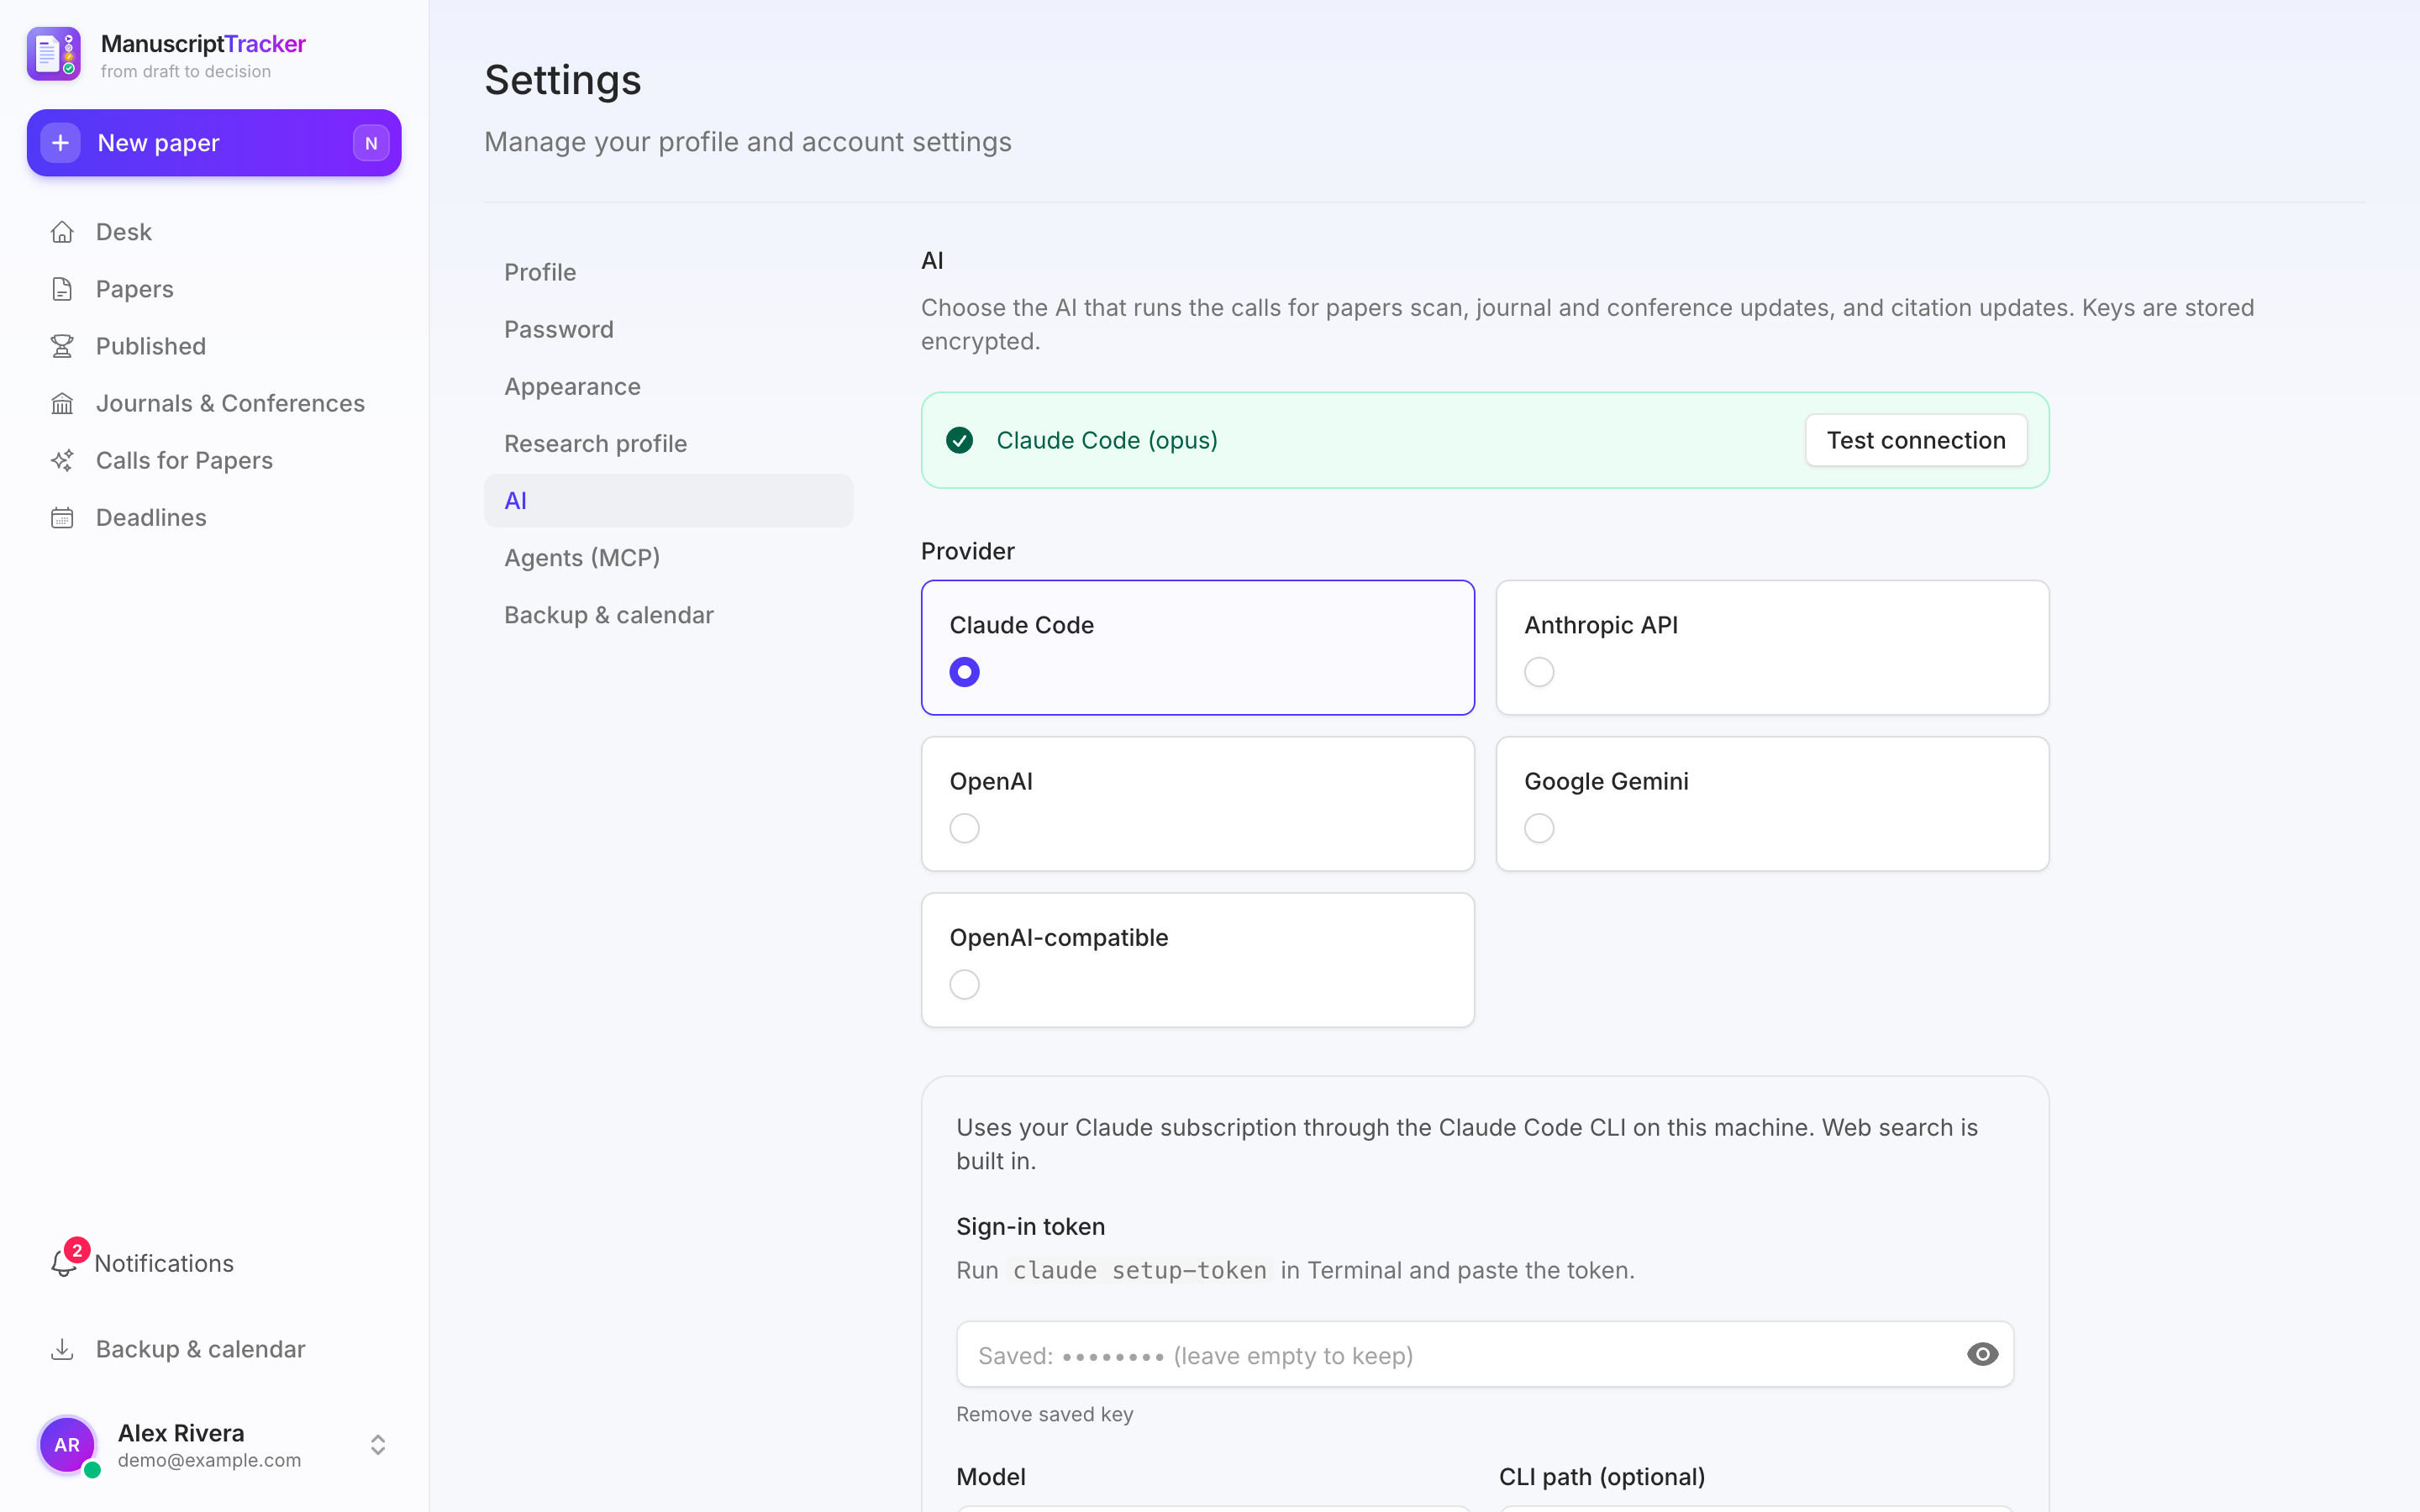 ManuscriptTracker
from draft to decision
New paper
N
Desk
Papers
Published
Journals & Conferences
Calls for Papers
Deadlines
2
Notifications
Backup & calendar
AR
Alex Rivera
demo@example.com
Settings
Manage your profile and account settings
Profile
Password
Appearance
Research profile
AI
Agents (MCP)
Backup & calendar
AI
Choose the AI that runs the calls for papers scan, journal and conference updates, and citation updates. Keys are stored
encrypted.
Claude Code (opus)
Test connection
Provider
Claude Code
Anthropic API
OpenAI
Google Gemini
OpenAI-compatible
Uses your Claude subscription through the Claude Code CLI on this machine. Web search is
built in.
Sign-in token
Run claude setup-token in Terminal and paste the token.
Saved: •••••••• (leave empty to keep)
Remove saved key
Model
CLI path (optional)